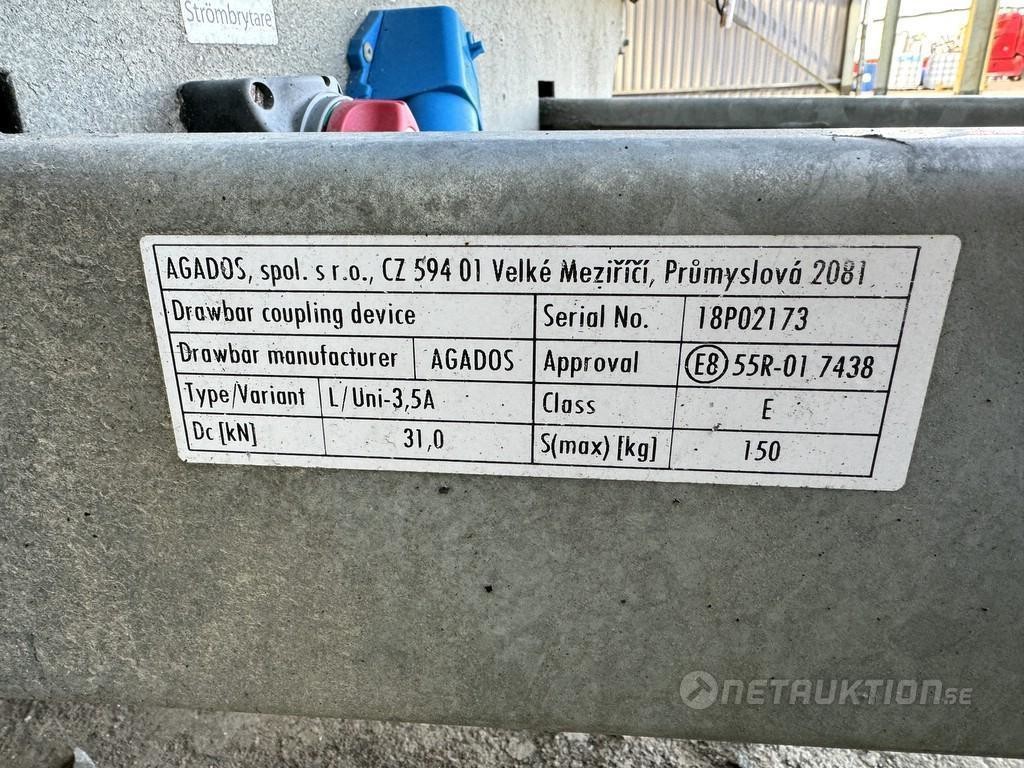 Strömbrytare
AGADOS, spol. s r.o., CZ 594 01 Velké Meziříčí, Průmyslová 2081
Drawbar coupling device Serial No. 18P02173
Drawbar manufacturer AGADOS Approval E8 55R-01 7438
Type/Variant L/Uni-3,5A Class E
Dc [kN] 31,0 S(max) [kg] 150
NETAUKTION.SE